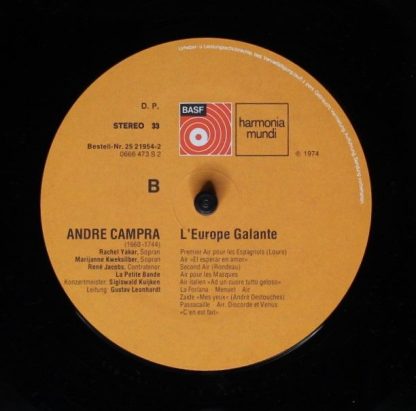 Urheber- u. Leistungsschutzrechte
D. P.
STEREO 33
BASF
harmonia
mundi
Bestell-Nr. 25 21954-2
0666 473 S 2
℗ 1974
B
ANDRE CAMPRA
(1660-1744)
Rachel Yakar, Sopran
Marijanne Kweksilber, Sopran
René Jacobs, Contratenor
La Petite Bande
Konzertmeister: Sigiswald Kuijken
Leitung: Gustav Leonhardt
L'Europe Galante
Premier Air pour les Espagnols (Loure)
Air »El esperar en amor«
Second Air (Rondeau)
Air pour les Masques
Air italien »Ad un cuore tutto geloso«
La Forlana · Menuet · Air
Zaide »Mes yeux« (André Destouches)
Passacaille · Air, Discorde et Venus
»C'en est fait«